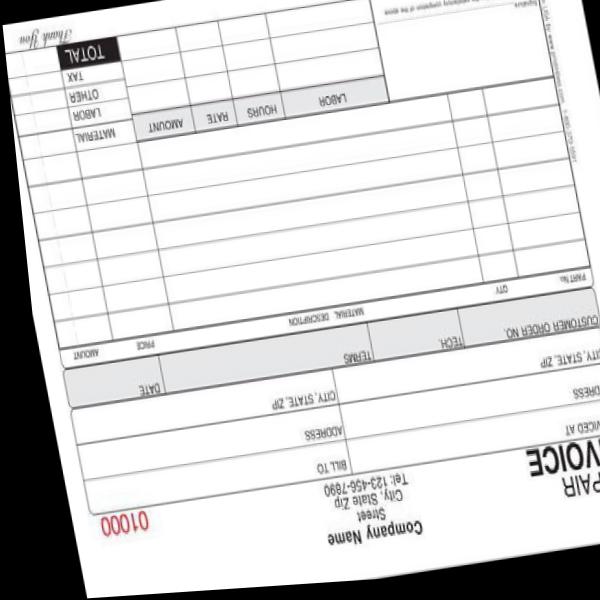 PAIR
VOICE
Company Name
Street
City, State Zip
Tel: 123-456-7890
01000
VICED AT
BILL TO
DRESS
ADDRESS
ITY, STATE, ZIP
CITY, STATE, ZIP
CUSTOMER ORDER NO.
TECH.
TERMS
DATE
PART No.
QTY
MATERIAL DESCRIPTION
PRICE
AMOUNT
LABOR
HOURS
RATE
AMOUNT
MATERIAL
LABOR
OTHER
TAX
TOTAL
Signature
Thank You